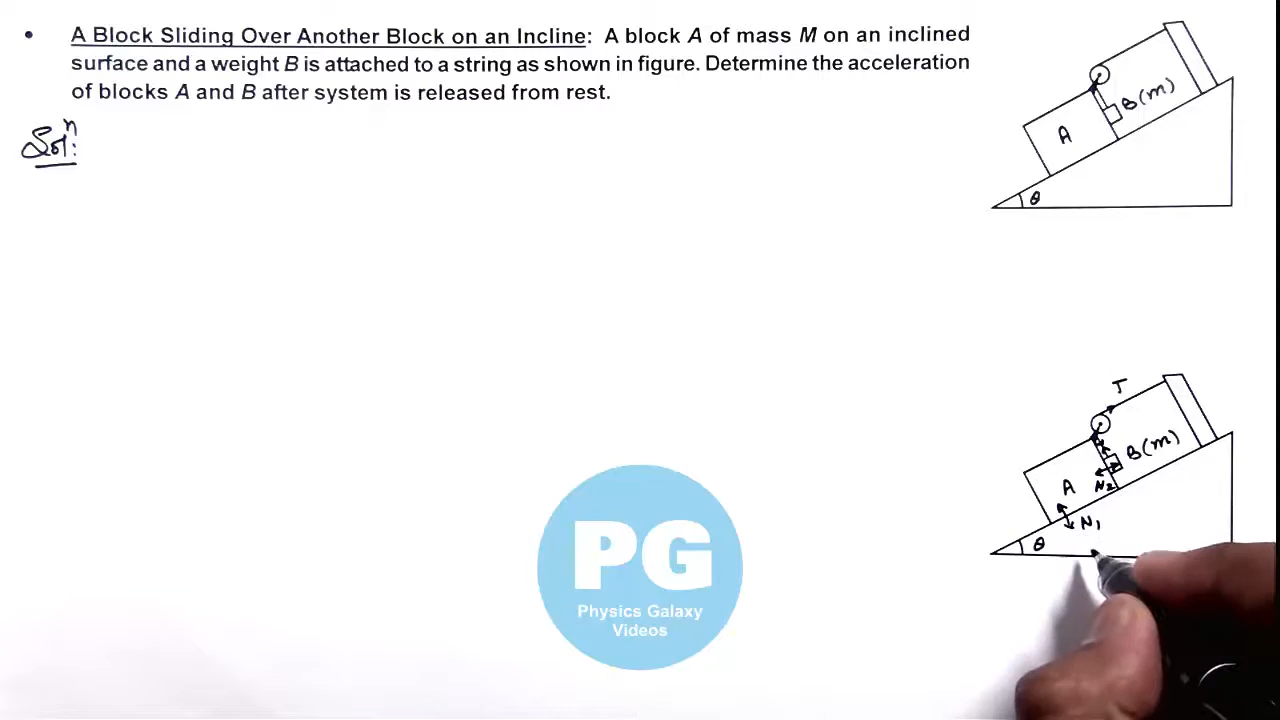 • A Block Sliding Over Another Block on an Incline: A block A of mass M on an inclined
surface and a weight B is attached to a string as shown in figure. Determine the acceleration
of blocks A and B after system is released from rest.
Solⁿ:
B(m)
A
θ
T
B(m)
A
N₂
N₁
θ
PG
Physics Galaxy
Videos